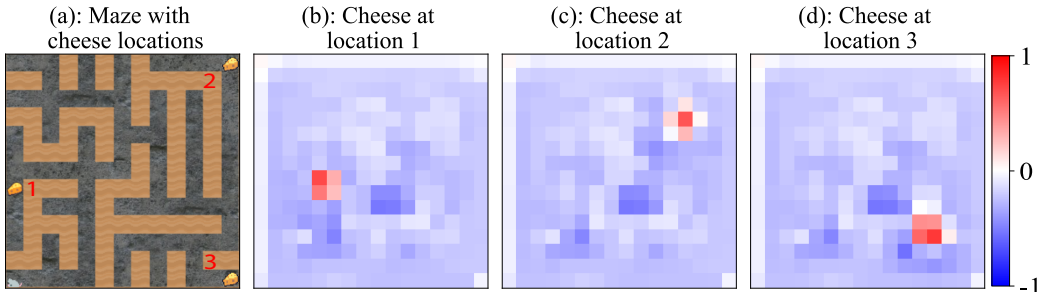 (a): Maze with
cheese locations
(b): Cheese at
location 1
(c): Cheese at
location 2
(d): Cheese at
location 3
2
1
3
1
0
-1